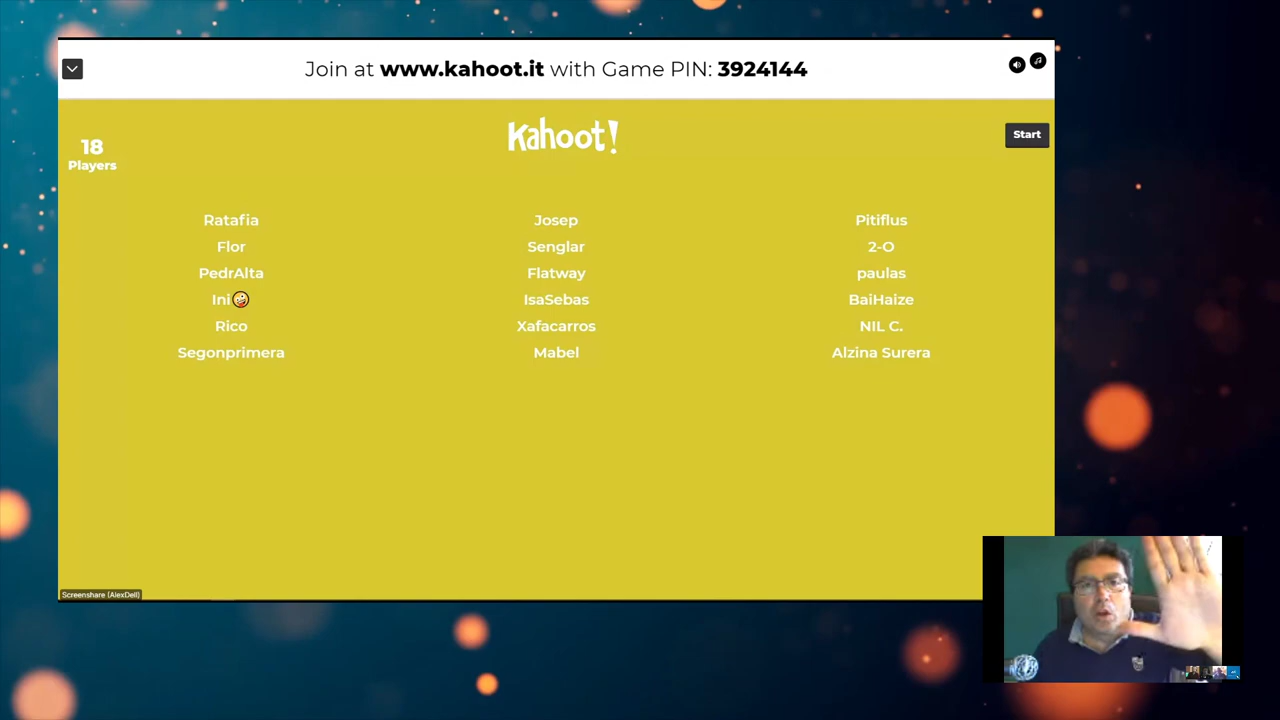 Join at www.kahoot.it with Game PIN: 3924144
Kahoot!
Start
18
Players
Ratafia Josep Pitiflus
Flor Senglar 2-O
PedrAlta Flatway paulas
Ini IsaSebas BaiHaize
Rico Xafacarros NIL C.
Segonprimera Mabel Alzina Surera
Screenshare (AlexDell)